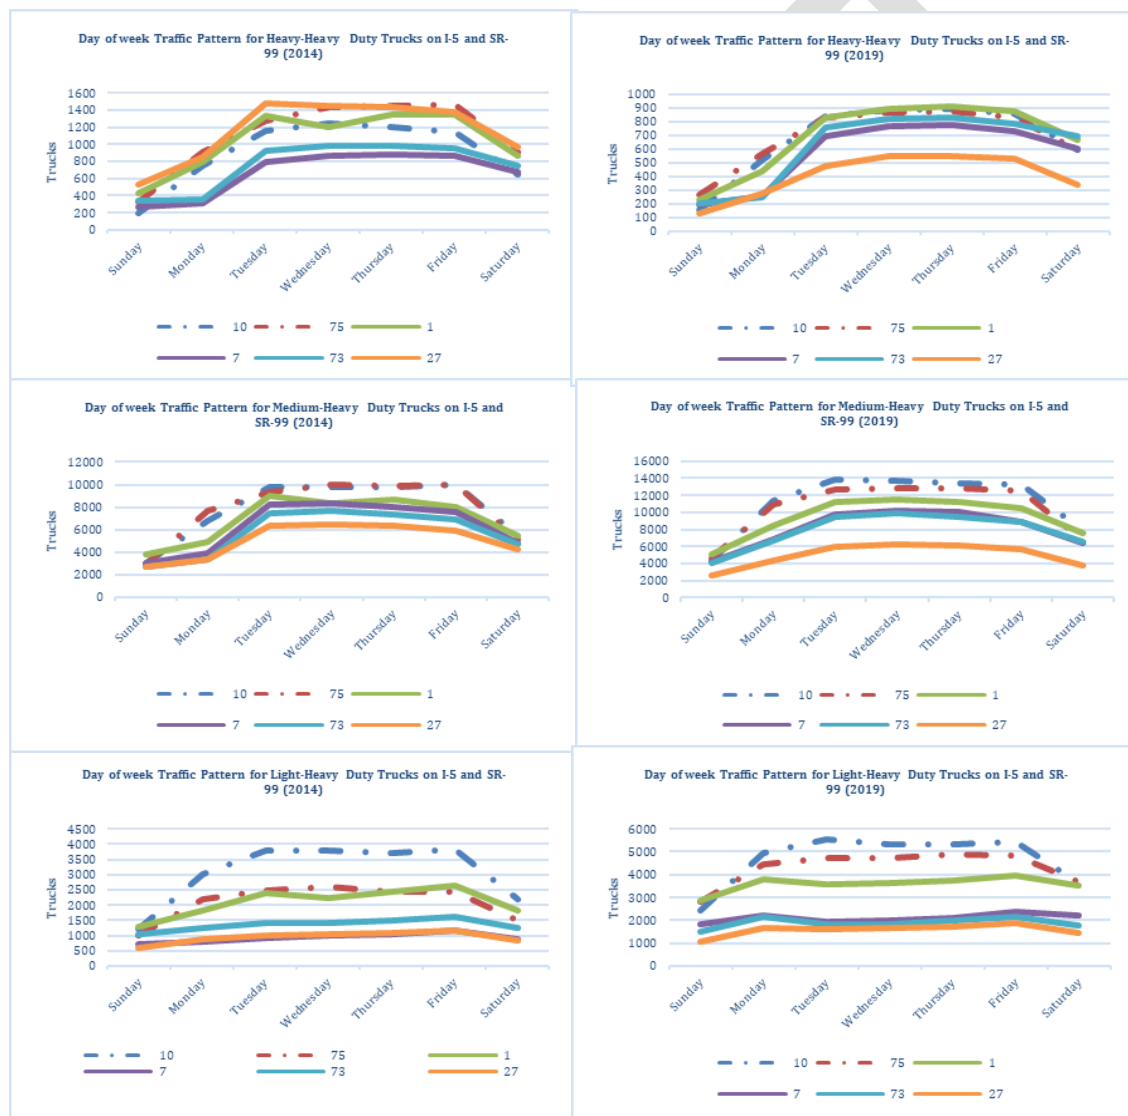 Day of week Traffic Pattern for Heavy-Heavy Duty Trucks on I-5 and SR-
99 (2014)
Trucks
1600
1400
1200
1000
800
600
400
200
0
Sunday
Monday
Tuesday
Wednesday
Thursday
Friday
Saturday
10 75 1
7 73 27
Day of week Traffic Pattern for Heavy-Heavy Duty Trucks on I-5 and SR-
99 (2019)
Trucks
1000
900
800
700
600
500
400
300
200
100
0
Sunday
Monday
Tuesday
Wednesday
Thursday
Friday
Saturday
10 75 1
7 73 27
Day of week Traffic Pattern for Medium-Heavy Duty Trucks on I-5 and
SR-99 (2014)
Trucks
12000
10000
8000
6000
4000
2000
0
Sunday
Monday
Tuesday
Wednesday
Thursday
Friday
Saturday
10 75 1
7 73 27
Day of week Traffic Pattern for Medium-Heavy Duty Trucks on I-5 and
SR-99 (2019)
Trucks
16000
14000
12000
10000
8000
6000
4000
2000
0
Sunday
Monday
Tuesday
Wednesday
Thursday
Friday
Saturday
10 75 1
7 73 27
Day of week Traffic Pattern for Light-Heavy Duty Trucks on I-5 and SR-
99 (2014)
Trucks
4500
4000
3500
3000
2500
2000
1500
1000
500
0
Sunday
Monday
Tuesday
Wednesday
Thursday
Friday
Saturday
10 75 1
7 73 27
Day of week Traffic Pattern for Light-Heavy Duty Trucks on I-5 and SR-
99 (2019)
Trucks
6000
5000
4000
3000
2000
1000
0
Sunday
Monday
Tuesday
Wednesday
Thursday
Friday
Saturday
10 75 1
7 73 27